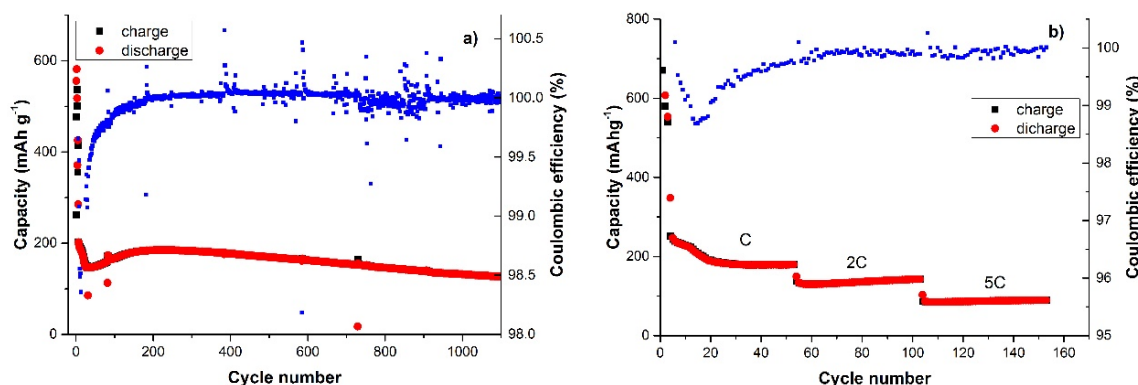 charge
discharge
a)
600
400
200
0
Capacity (mAh g⁻¹)
0 200 400 600 800 1000
Cycle number
100.5
100.0
99.5
99.0
98.5
98.0
Coulombic efficiency (%)
b)
charge
dicharge
C
2C
5C
800
600
400
200
0
Capacity (mAhg⁻¹)
0 20 40 60 80 100 120 140 160
Cycle number
100
99
98
97
96
95
Coulombic efficiency (%)